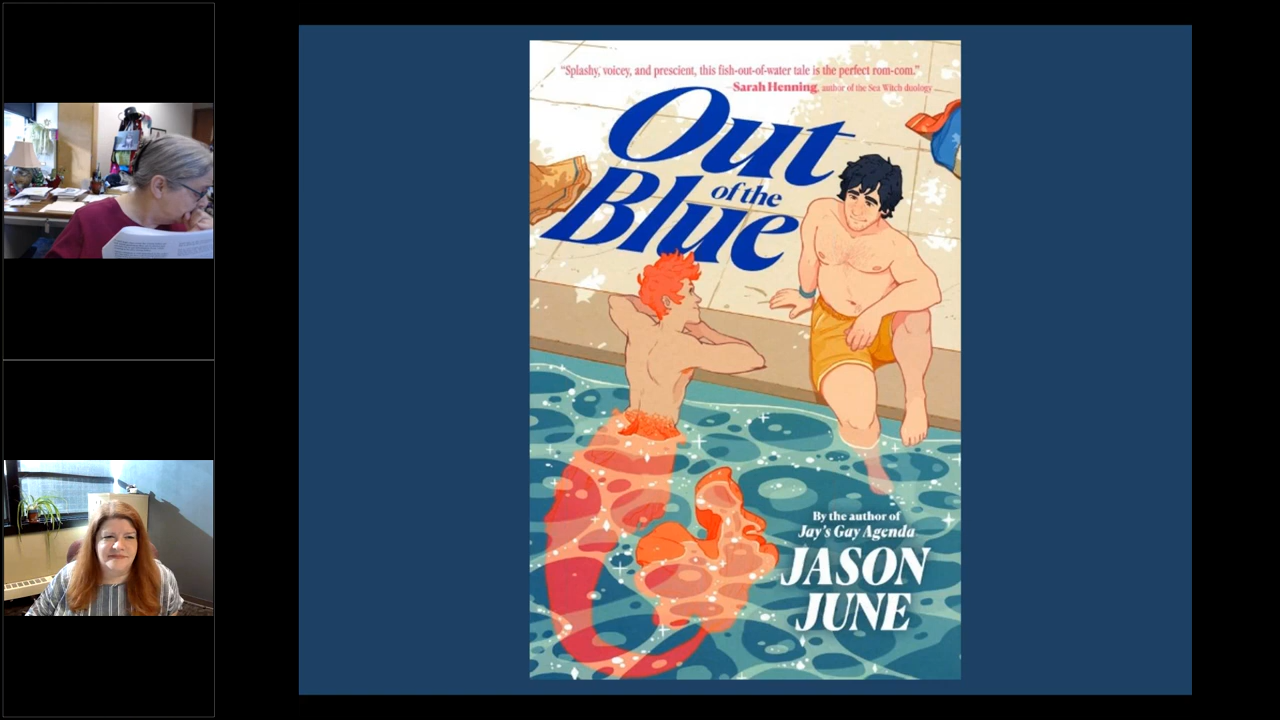 “Splashy, voicey, and prescient, this fish-out-of-water tale is the perfect rom-com.”
—Sarah Henning, author of the Sea Witch duology
Out
of the
Blue
By the author of
Jay's Gay Agenda
JASON
JUNE